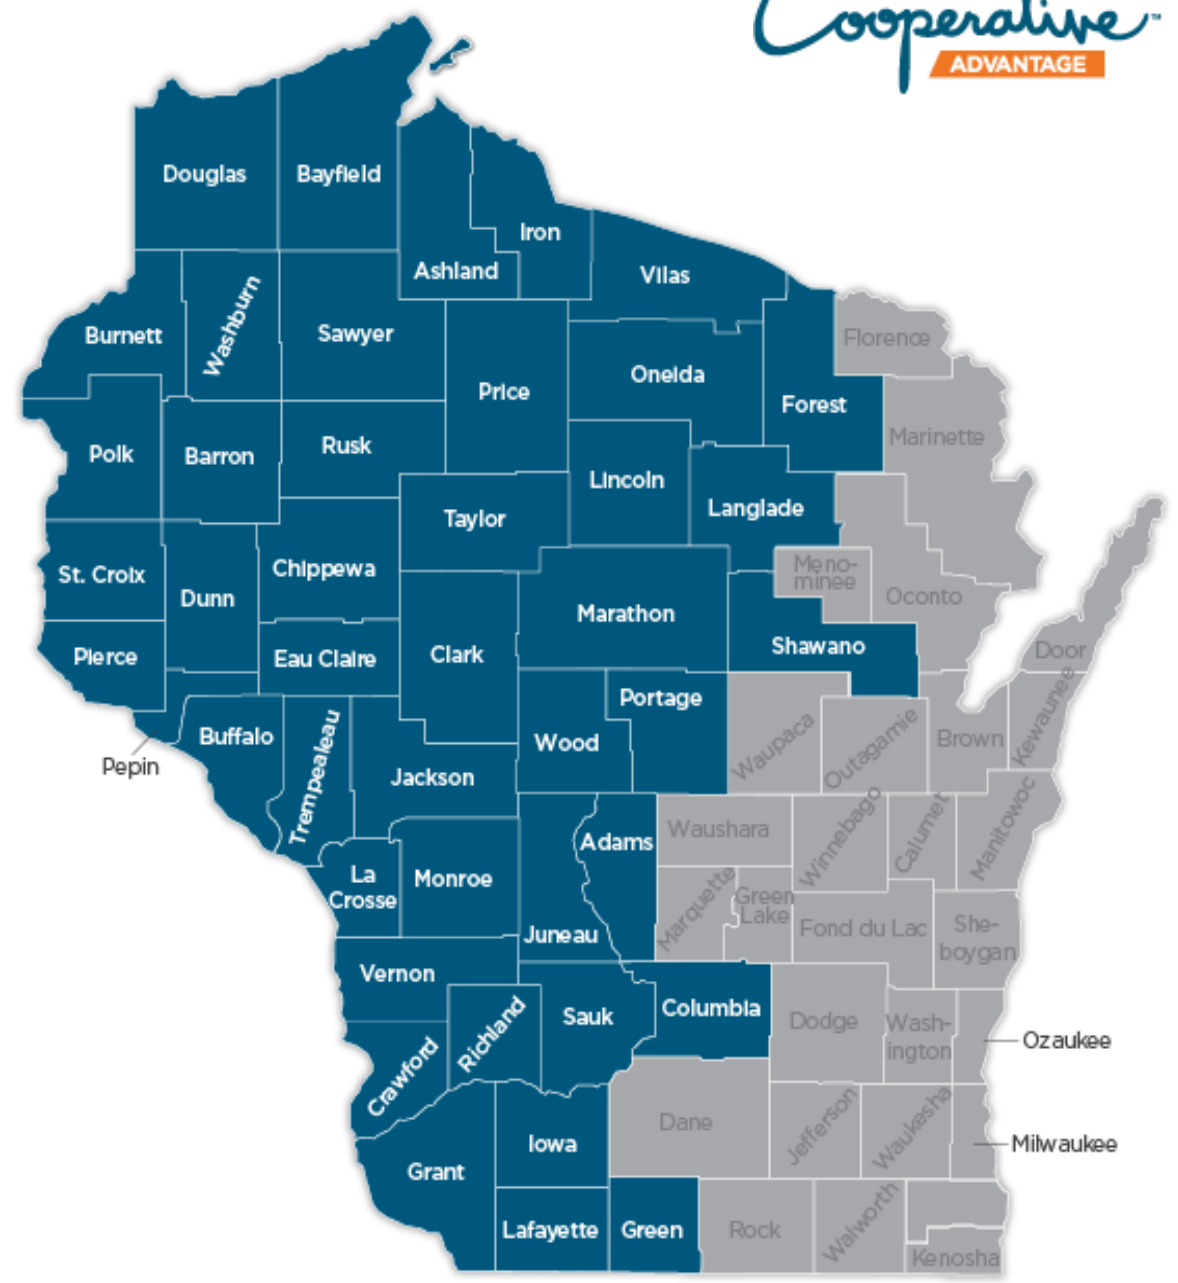 Cooperative™
ADVANTAGE
Douglas
Bayfield
Iron
Ashland
Vilas
Burnett
Washburn
Sawyer
Florence
Price
Oneida
Forest
Polk
Barron
Rusk
Marinette
Lincoln
Langlade
Taylor
St. Croix
Chippewa
Meno-
minee
Dunn
Oconto
Marathon
Pierce
Eau Claire
Clark
Shawano
Door
Portage
Buffalo
Trempealeau
Wood
Waupaca
Outagamie
Brown
Kewaunee
Pepin
Jackson
Adams
Waushara
Winnebago
Calumet
Manitowoc
La
Crosse
Monroe
Marquette
Green
Lake
Fond du Lac
She-
boygan
Juneau
Vernon
Columbia
Sauk
Richland
Dodge
Wash-
ington
Ozaukee
Crawford
Dane
Jefferson
Waukesha
Milwaukee
Iowa
Grant
Lafayette
Green
Rock
Walworth
Kenosha